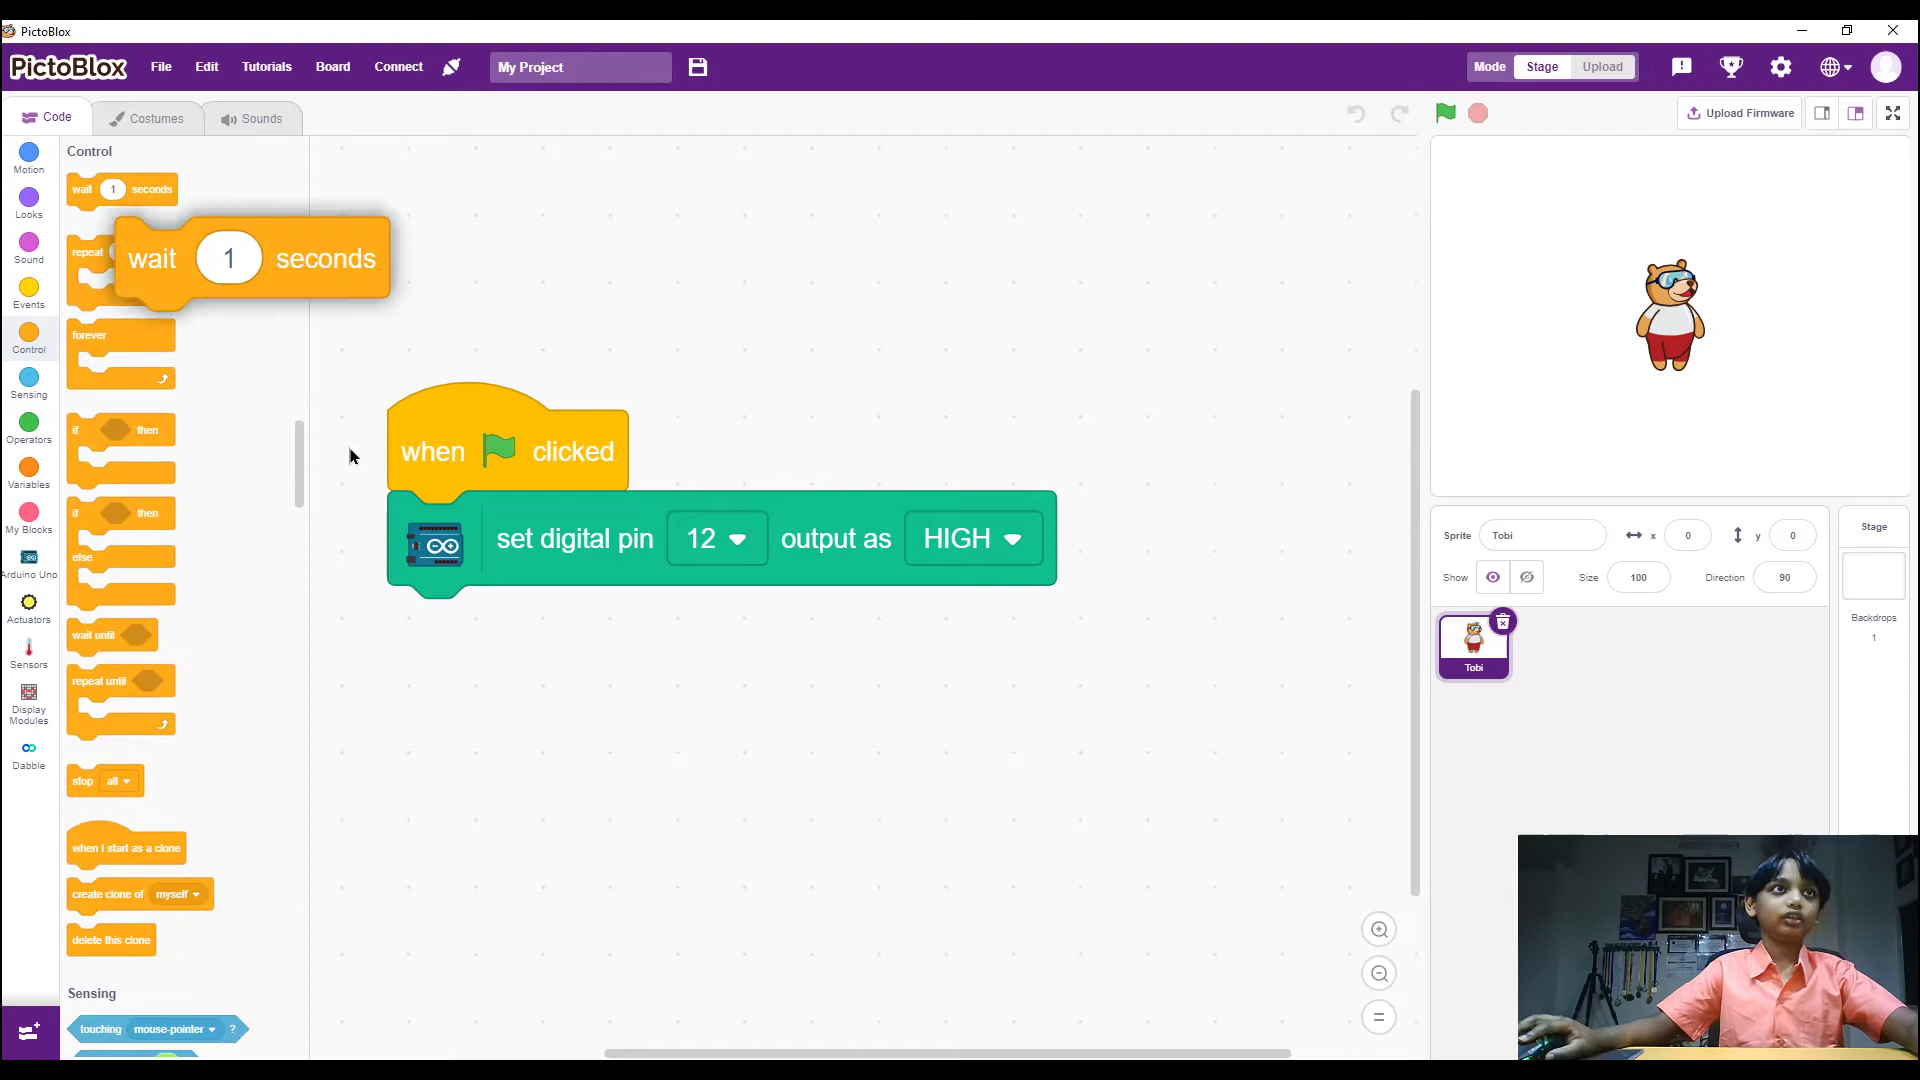 PictoBlox
PictoBlox File Edit Tutorials Board Connect My Project Mode Stage Upload
Code Costumes Sounds Upload Firmware
Motion
Looks
Sound
Events
Control
Sensing
Operators
Variables
My Blocks
Arduino Uno
Actuators
Sensors
Display
Modules
Dabble
Control
wait 1 seconds
repeat
wait 1 seconds
forever
if then
if then
else
wait until
repeat until
stop all
when I start as a clone
create clone of myself
delete this clone
Sensing
touching mouse-pointer ?
when clicked
set digital pin 12 output as HIGH
Sprite Tobi x 0 y 0
Show Size 100 Direction 90
Tobi
Stage
Backdrops
1